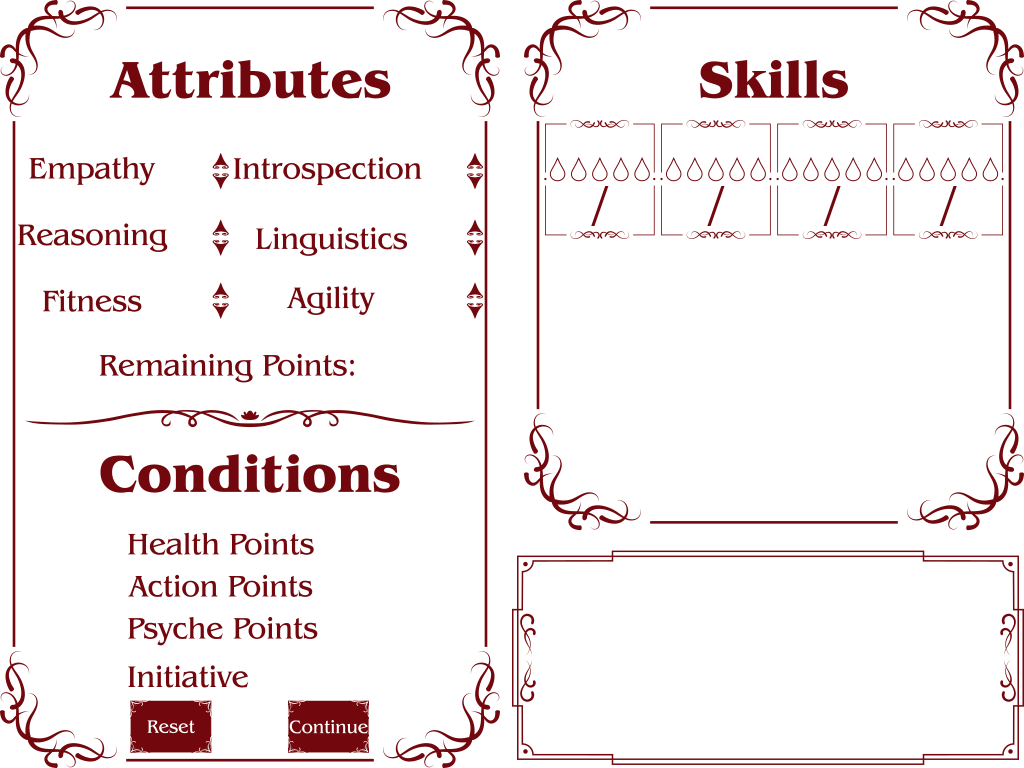 Attributes
Empathy
Introspection
Reasoning
Linguistics
Fitness
Agility
Remaining Points:
Conditions
Health Points
Action Points
Psyche Points
Initiative
Reset
Continue
Skills
/
/
/
/